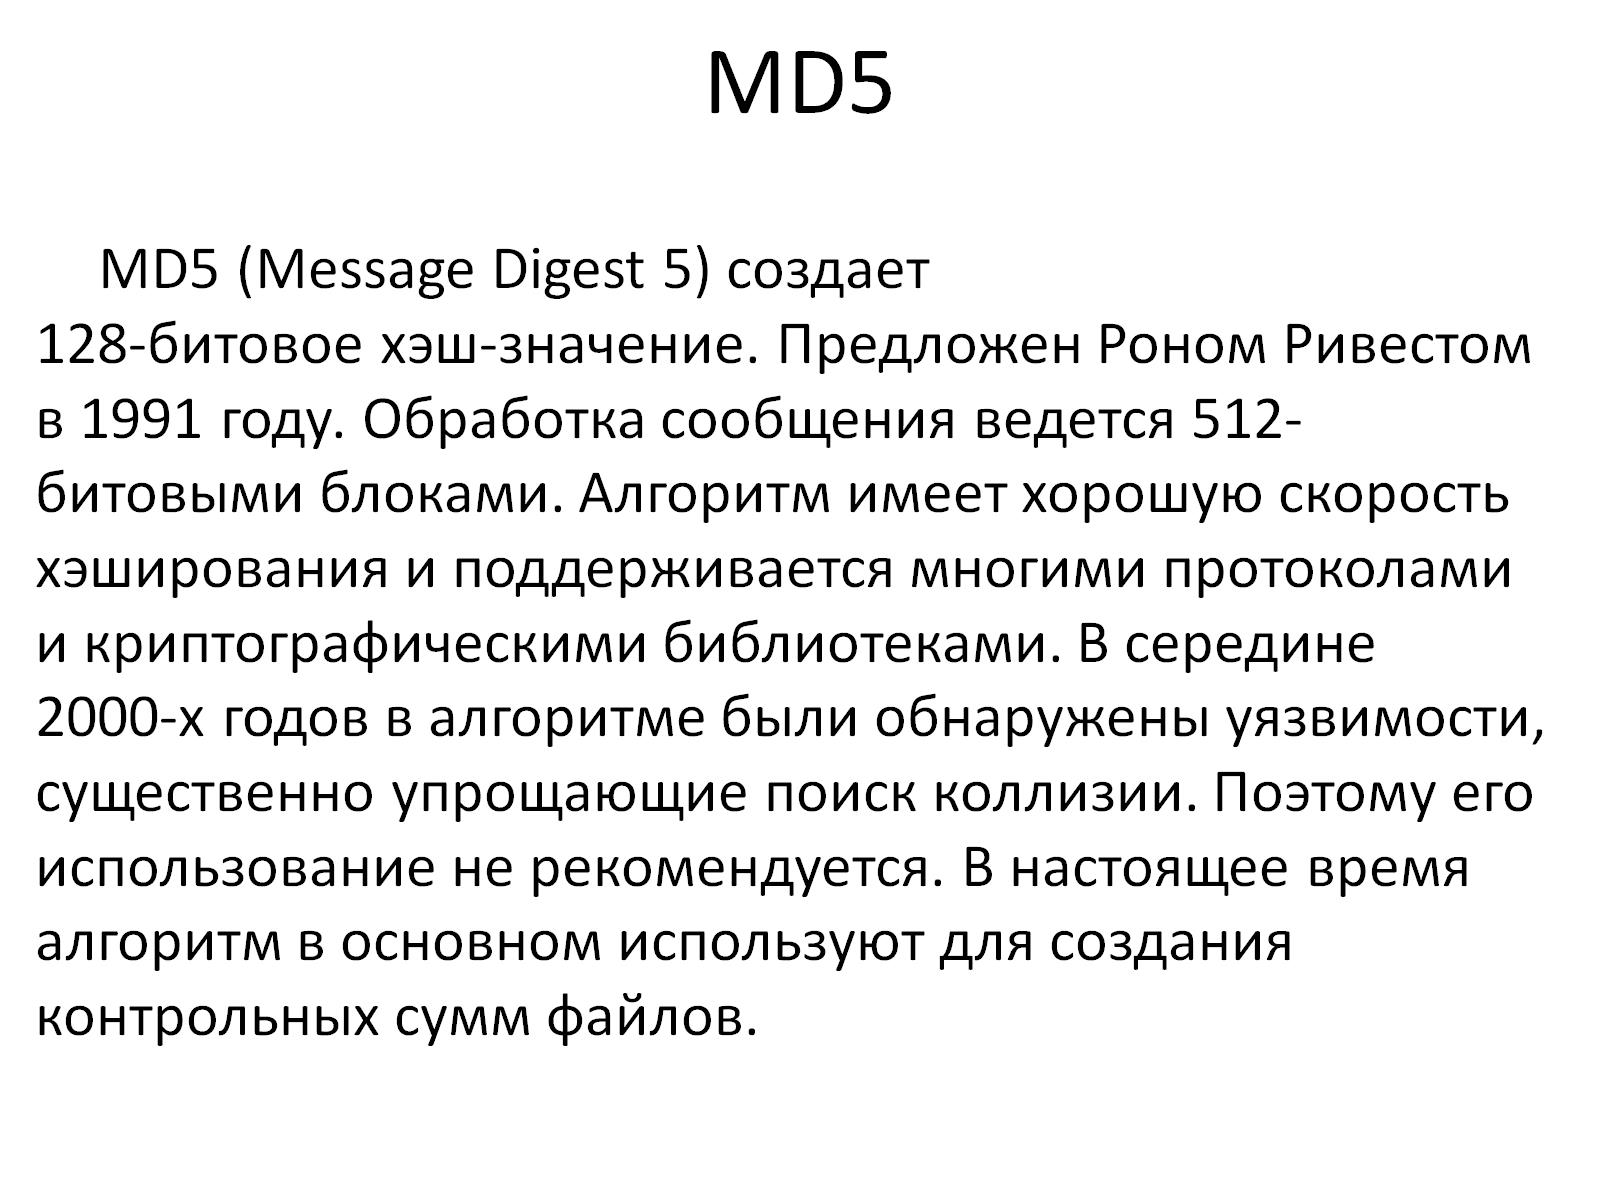 MD5
MD5 (Message Digest 5) создает
128-битовое хэш-значение. Предложен Роном Ривестом
в 1991 году. Обработка сообщения ведется 512-
битовыми блоками. Алгоритм имеет хорошую скорость
хэширования и поддерживается многими протоколами
и криптографическими библиотеками. В середине
2000-х годов в алгоритме были обнаружены уязвимости,
существенно упрощающие поиск коллизии. Поэтому его
использование не рекомендуется. В настоящее время
алгоритм в основном используют для создания
контрольных сумм файлов.